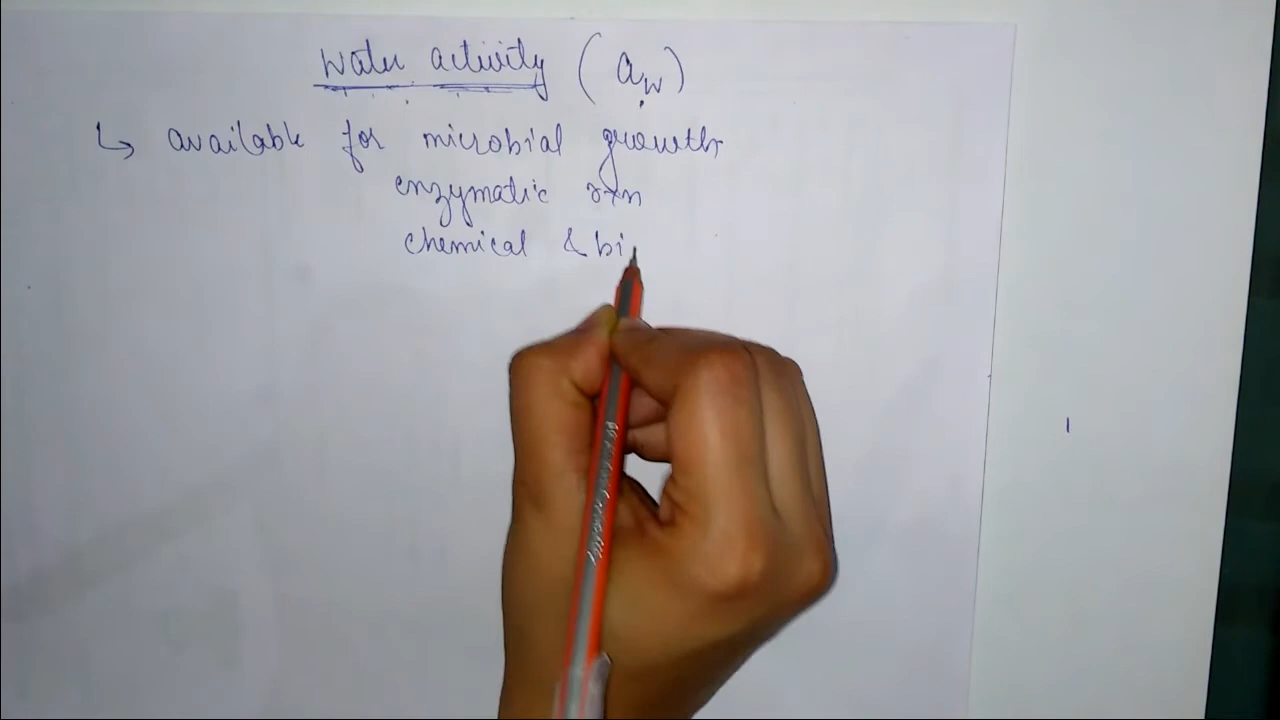 Water activity (aw)
↳ available for microbial growth
enzymatic rxn
chemical & bi